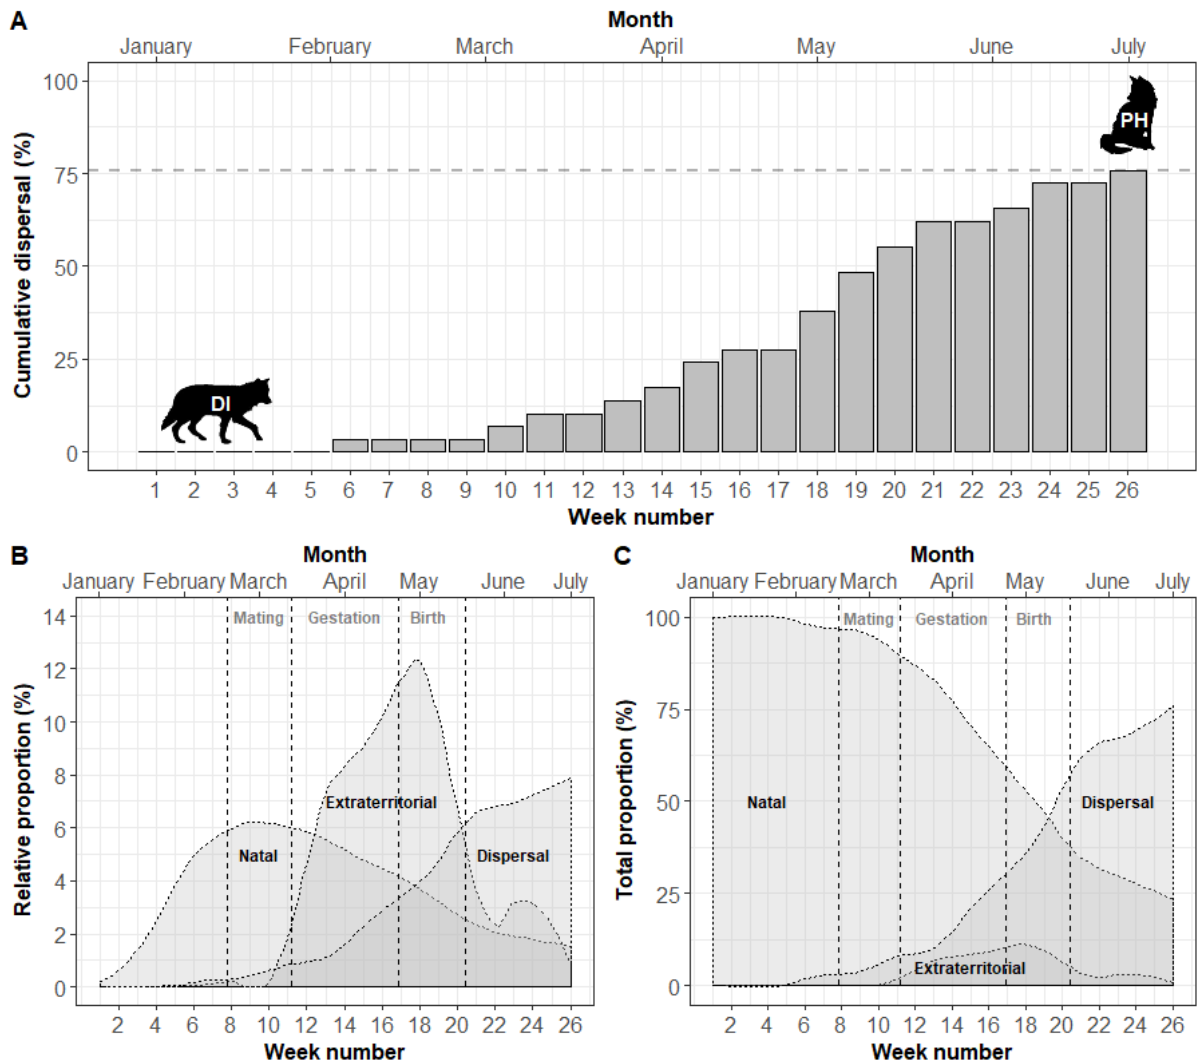 A
Month
January February March April May June July
Cumulative dispersal (%)
100
75
50
25
0
DI
PH
1 2 3 4 5 6 7 8 9 10 11 12 13 14 15 16 17 18 19 20 21 22 23 24 25 26
Week number
B
Month
January February March April May June July
Relative proportion (%)
14
12
10
8
6
4
2
0
Mating Gestation Birth
Extraterritorial
Natal
Dispersal
2 4 6 8 10 12 14 16 18 20 22 24 26
Week number
C
Month
January February March April May June July
Total proportion (%)
100
75
50
25
0
Mating Gestation Birth
Natal
Dispersal
Extraterritorial
2 4 6 8 10 12 14 16 18 20 22 24 26
Week number